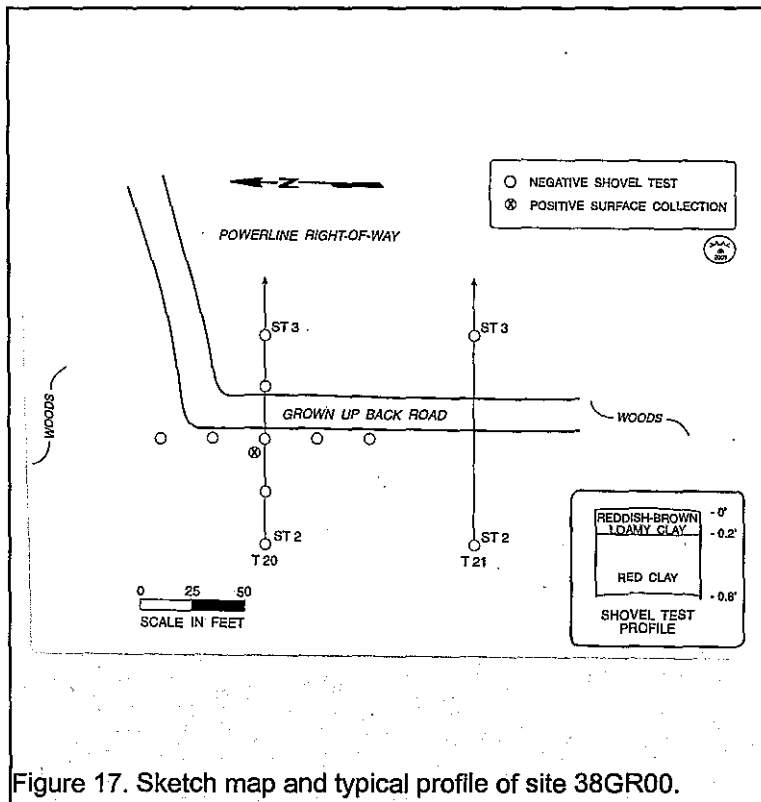 N
POWERLINE RIGHT-OF-WAY
NEGATIVE SHOVEL TEST
POSITIVE SURFACE COLLECTION
2001
ST 3
ST 3
GROWN UP BACK ROAD
WOODS
WOODS
ST 2
T 20
ST 2
T 21
0 25 50
SCALE IN FEET
- 0'
REDDISH-BROWN
LOAMY CLAY
- 0.2'
RED CLAY
- 0.8'
SHOVEL TEST
PROFILE
Figure 17. Sketch map and typical profile of site 38GR00.